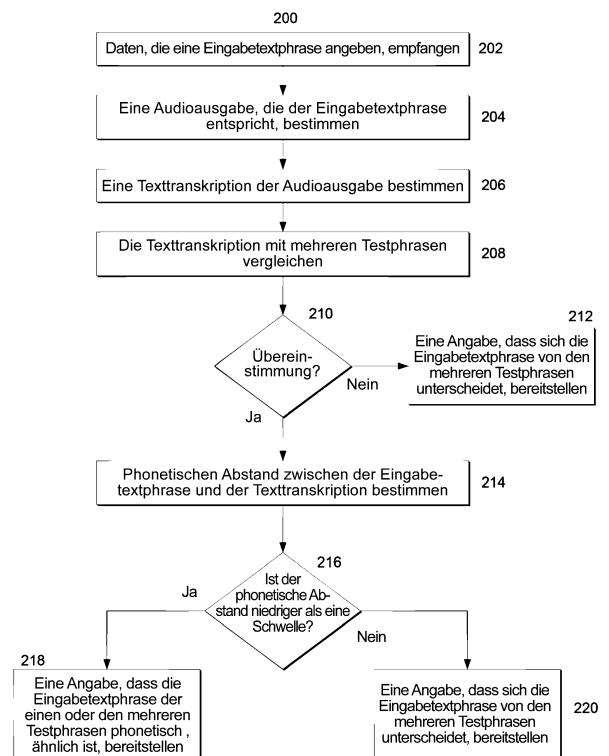 200
Daten, die eine Eingabetextphrase angeben, empfangen
202
Eine Audioausgabe, die der Eingabetextphrase
entspricht, bestimmen
204
Eine Texttranskription der Audioausgabe bestimmen
206
Die Texttranskription mit mehreren Testphrasen
vergleichen
208
210
Überein-
stimmung?
Nein
Ja
212
Eine Angabe, dass sich die
Eingabetextphrase von den
mehreren Testphrasen
unterscheidet, bereitstellen
Phonetischen Abstand zwischen der Eingabe-
textphrase und der Texttranskription bestimmen
214
216
Ist der
phonetische Ab-
stand niedriger als eine
Schwelle?
Ja
Nein
218
Eine Angabe, dass die
Eingabetextphrase der
einen oder den mehreren
Testphrasen phonetisch ,
ähnlich ist, bereitstellen
Eine Angabe, dass sich die
Eingabetextphrase von den
mehreren Testphrasen
unterscheidet, bereitstellen
220